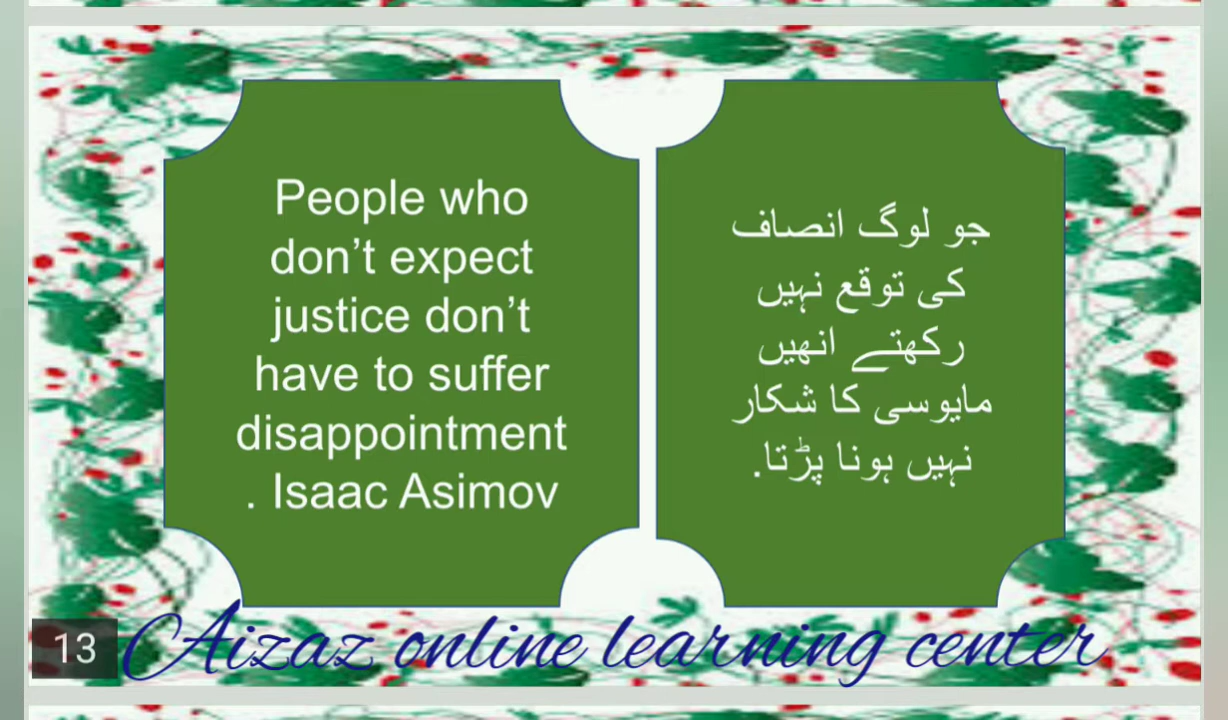 People who
don’t expect
justice don’t
have to suffer
disappointment
. Isaac Asimov
جو لوگ انصاف
کی توقع نہیں
رکھتے انھیں
مایوسی کا شکار
نہیں ہونا پڑتا.
13
Aizaz online learning center